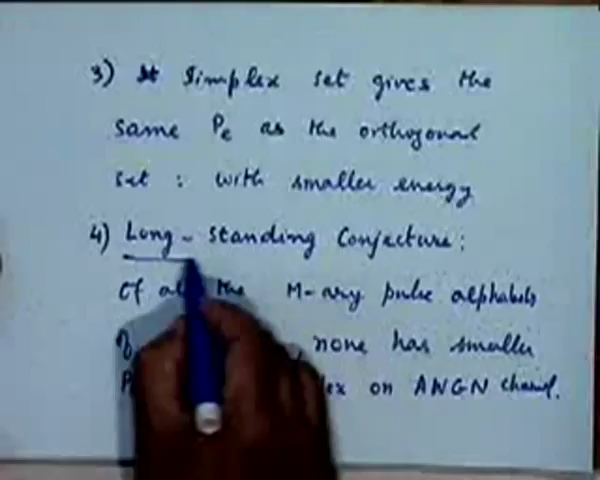 3) Simplex set gives the
same Pe as the orthogonal
set : with smaller energy
4) Long-standing Conjecture:
Of all the M-ary pulse alphabets
none has smaller
on AWGN channel.